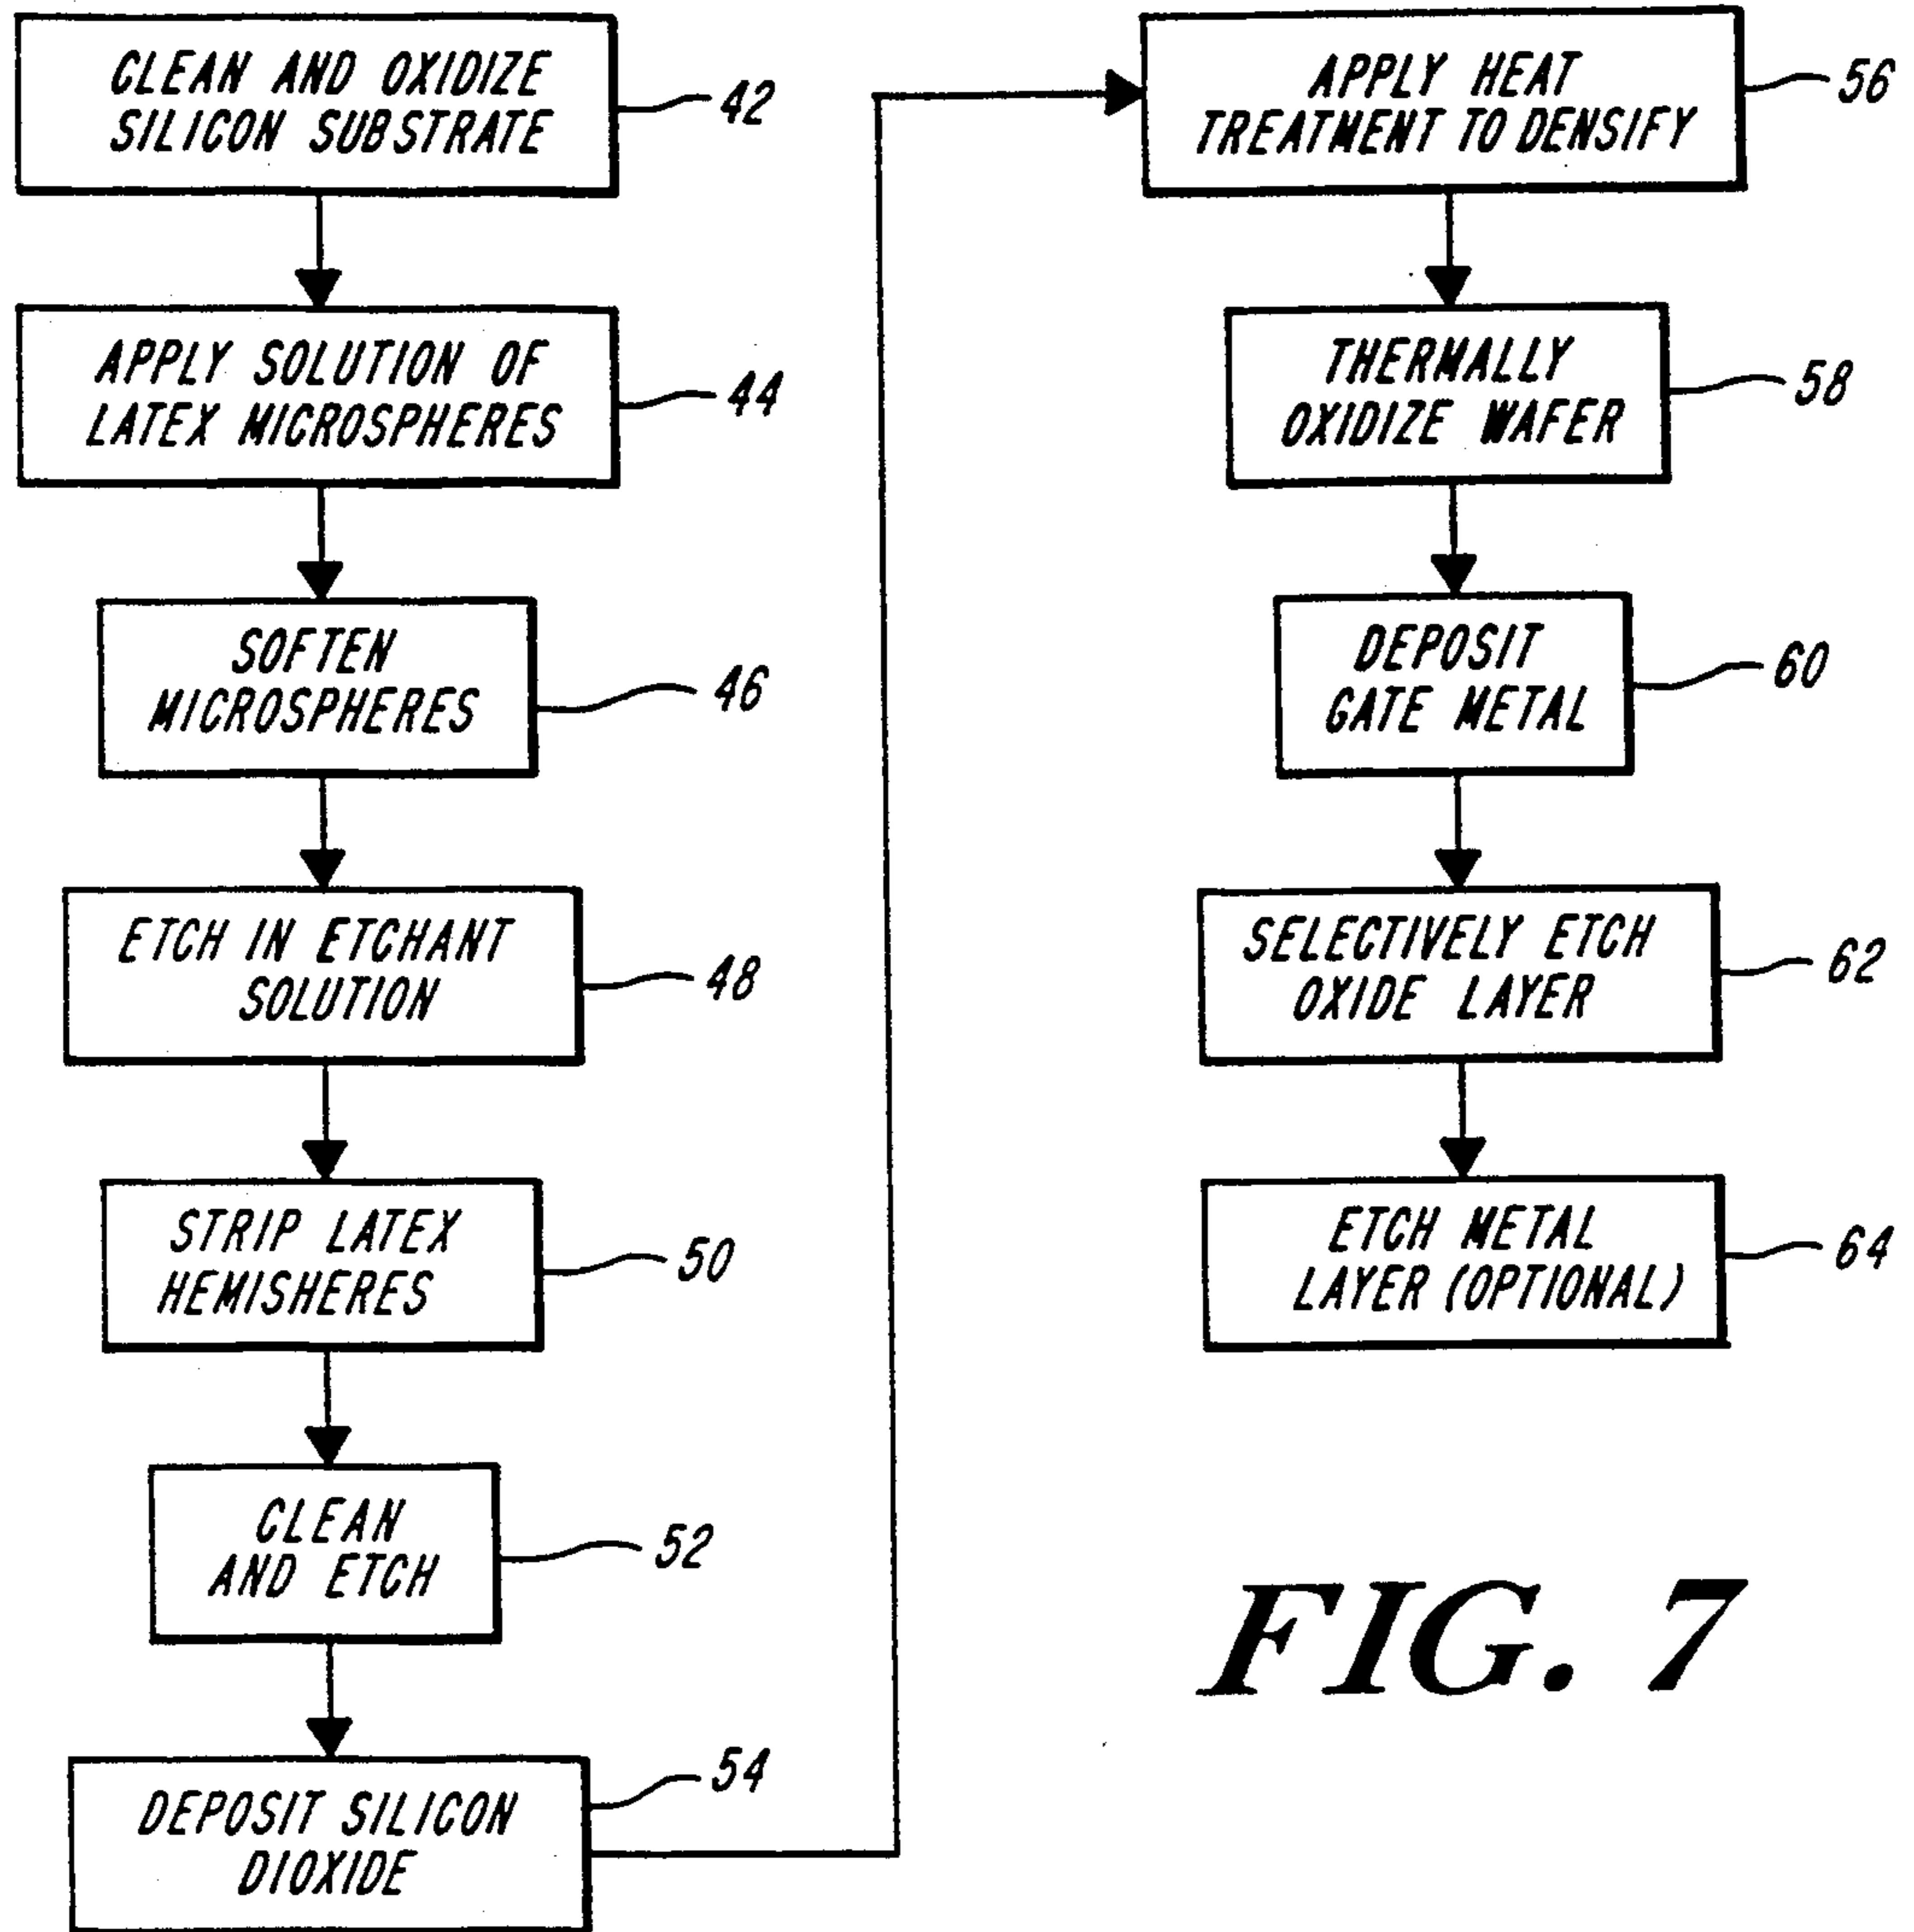 CLEAN AND OXIDIZE
SILICON SUBSTRATE
42
APPLY SOLUTION OF
LATEX MICROSPHERES
44
SOFTEN
MICROSPHERES
46
ETCH IN ETCHANT
SOLUTION
48
STRIP LATEX
HEMISHERES
50
CLEAN
AND ETCH
52
DEPOSIT SILICON
DIOXIDE
54
APPLY HEAT
TREATMENT TO DENSIFY
56
THERMALLY
OXIDIZE WAFER
58
DEPOSIT
GATE METAL
60
SELECTIVELY ETCH
OXIDE LAYER
62
ETCH METAL
LAYER (OPTIONAL)
64
FIG. 7